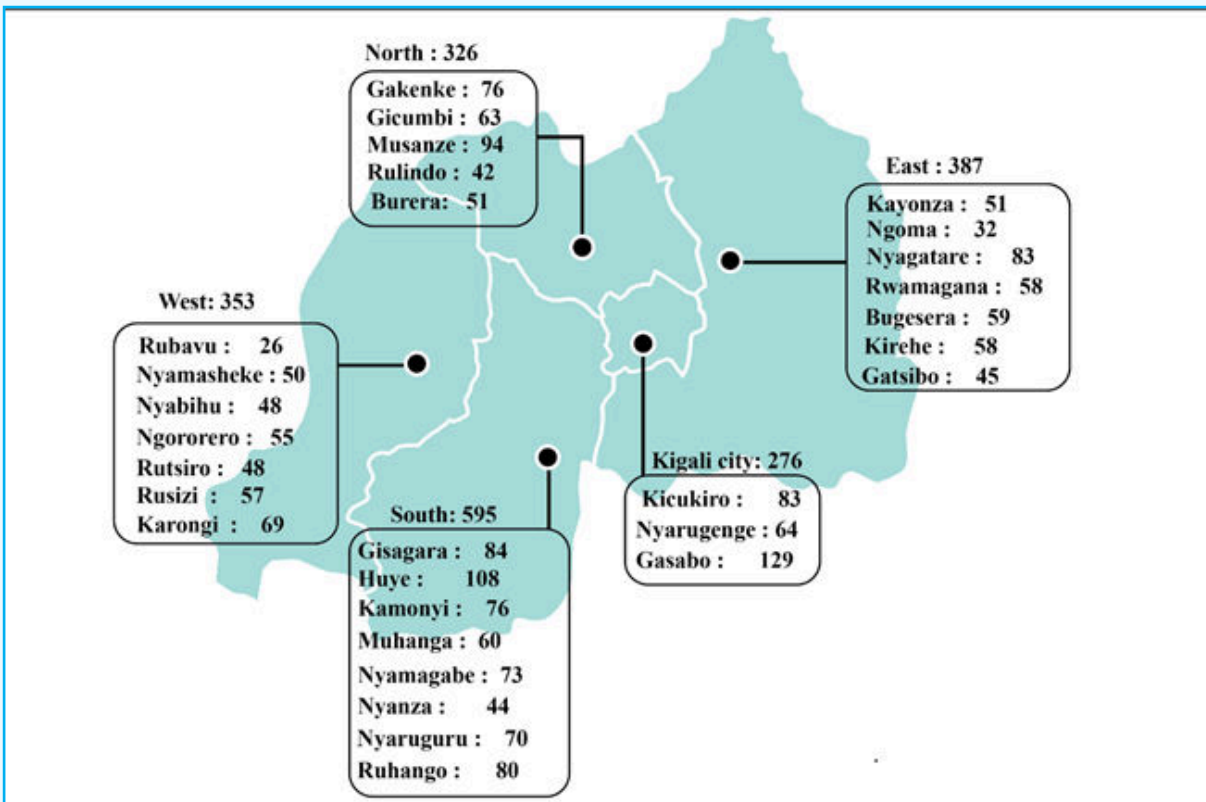 North : 326
Gakenke : 76
Gicumbi : 63
Musanze : 94
Rulindo : 42
Burera: 51
East : 387
Kayonza : 51
Ngoma : 32
Nyagatare : 83
Rwamagana : 58
Bugesera : 59
Kirehe : 58
Gatsibo : 45
West: 353
Rubavu : 26
Nyamasheke : 50
Nyabihu : 48
Ngororero : 55
Rutsiro : 48
Rusizi : 57
Karongi : 69
Kigali city: 276
Kicukiro : 83
Nyarugenge : 64
Gasabo : 129
South: 595
Gisagara : 84
Huye : 108
Kamonyi : 76
Muhanga : 60
Nyamagabe : 73
Nyanza : 44
Nyaruguru : 70
Ruhango : 80